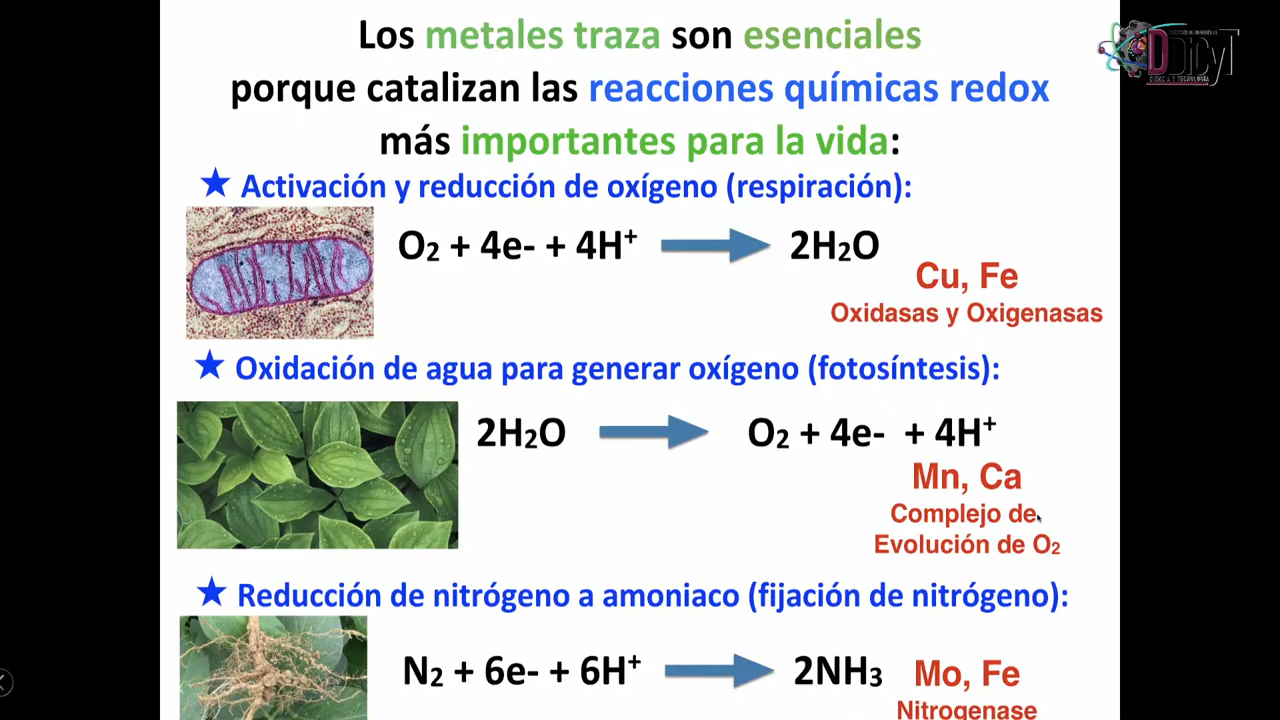 Los metales traza son esenciales
porque catalizan las reacciones químicas redox
más importantes para la vida:
★ Activación y reducción de oxígeno (respiración):
O₂ + 4e- + 4H⁺ → 2H₂O
Cu, Fe
Oxidasas y Oxigenasas
★ Oxidación de agua para generar oxígeno (fotosíntesis):
2H₂O → O₂ + 4e- + 4H⁺
Mn, Ca
Complejo de
Evolución de O₂
★ Reducción de nitrógeno a amoniaco (fijación de nitrógeno):
N₂ + 6e- + 6H⁺ → 2NH₃
Mo, Fe
Nitrogenase
CIENCIA Y TECNOLOGÍA